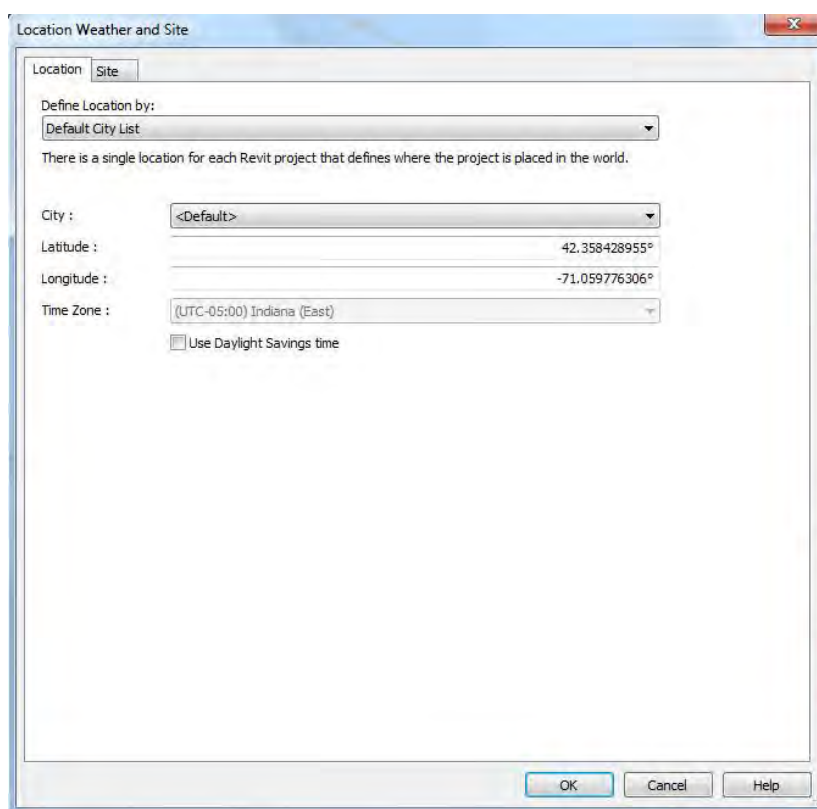 Location Weather and Site
Location Site
Define Location by:
Default City List
There is a single location for each Revit project that defines where the project is placed in the world.
City : <Default>
Latitude : 42.358428955°
Longitude : -71.059776306°
Time Zone : (UTC-05:00) Indiana (East)
Use Daylight Savings time
OK Cancel Help